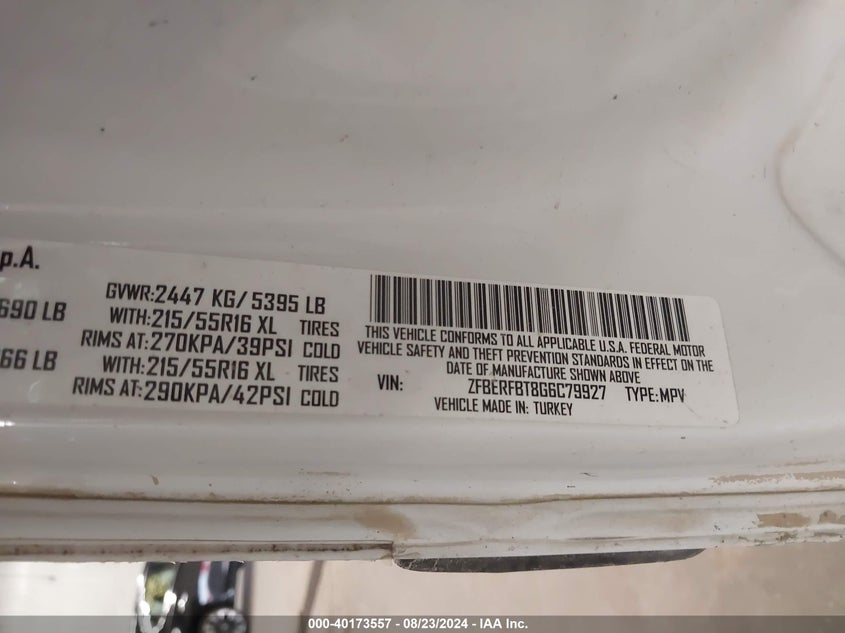 p.A.
GVWR:2447 KG/ 5395 LB
690 LB
WITH:215/55R16 XL TIRES
RIMS AT:270KPA/39PSI COLD
66 LB
WITH:215/55R16 XL TIRES
RIMS AT:290KPA/42PSI COLD
THIS VEHICLE CONFORMS TO ALL APPLICABLE U.S.A. FEDERAL MOTOR
VEHICLE SAFETY AND THEFT PREVENTION STANDARDS IN EFFECT ON THE
DATE OF MANUFACTURE SHOWN ABOVE
VIN: ZFBERFBT8G6C79927 TYPE:MPV
VEHICLE MADE IN: TURKEY
000-40173557 - 08/23/2024 - IAA Inc.